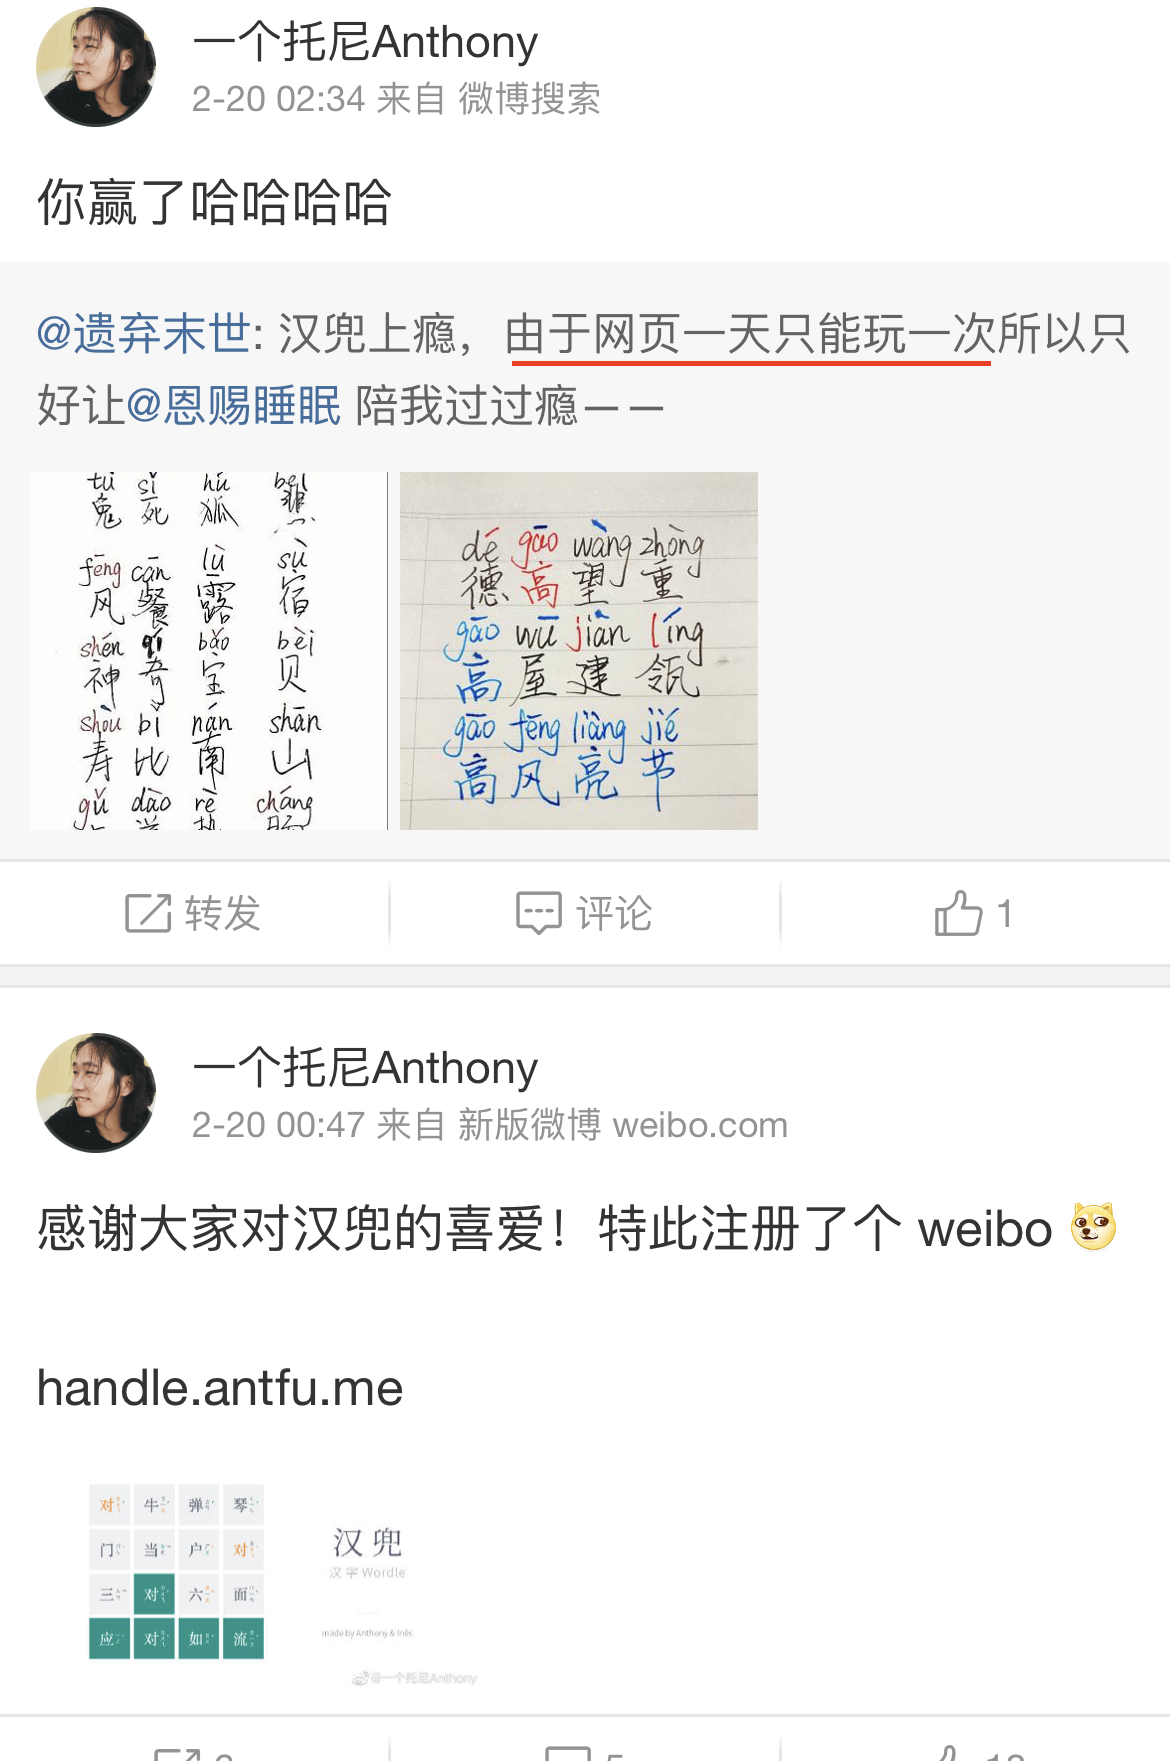 一个托尼Anthony
2-20 02:34 来自 微博搜索
你赢了哈哈哈哈
@遗弃末世: 汉兜上瘾，由于网页一天只能玩一次所以只
好让@恩赐睡眠 陪我过过瘾——
tù sǐ hú bēi
兔 死 狐 悲
fēng cān lù sù
风 餐 露 宿
shén qí bǎo bèi
神 奇 宝 贝
shòu bǐ nán shān
寿 比 南 山
gǔ dào rè cháng
dé gāo wàng zhòng
德 高 望 重
gāo wū jiàn líng
高 屋 建 瓴
gāo fēng liàng jié
高 风 亮 节
转发 评论 1
一个托尼Anthony
2-20 00:47 来自 新版微博 weibo.com
感谢大家对汉兜的喜爱！特此注册了个 weibo
handle.antfu.me
对 牛 弹 琴
门 当 户 对
三 对 六 面
应 对 如 流
汉兜
汉字 Wordle
made by Anthony & Inès
@一个托尼Anthony